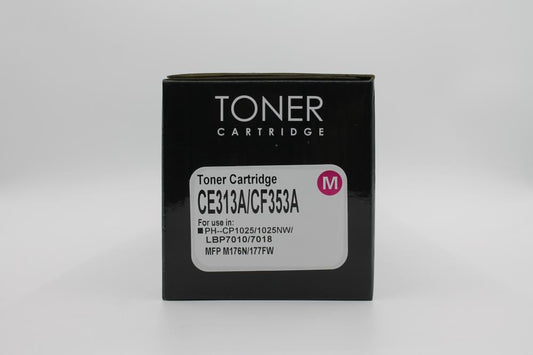 TONER
CARTRIDGE
Toner Cartridge M
CE313A/CF353A
For use in:
■PH--CP1025/1025NW/
LBP7010/7018
MFP M176N/177FW